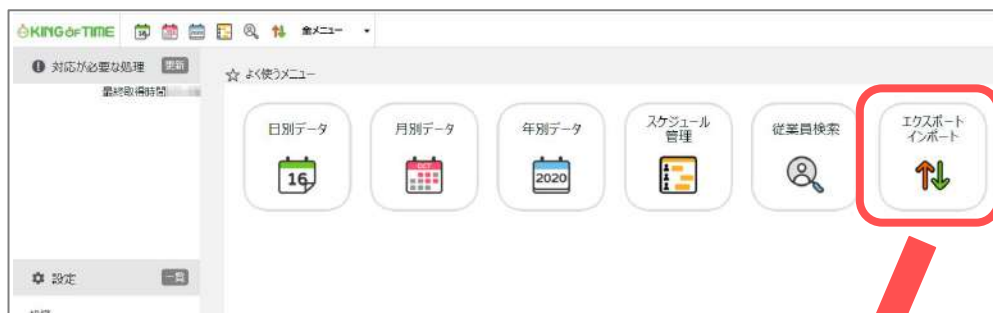 KING OF TIME 全メニュー
対応が必要な処理 更新
最終取得時間
よく使うメニュー
日別データ
16
月別データ
OCT
年別データ
2020
スケジュール
管理
従業員検索
エクスポート
インポート
設定 一覧